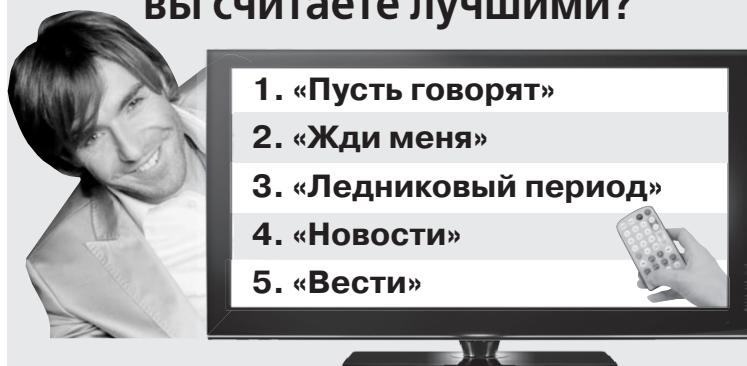 вы считаете лучшими?
1. «Пусть говорят»
2. «Жди меня»
3. «Ледниковый период»
4. «Новости»
5. «Вести»